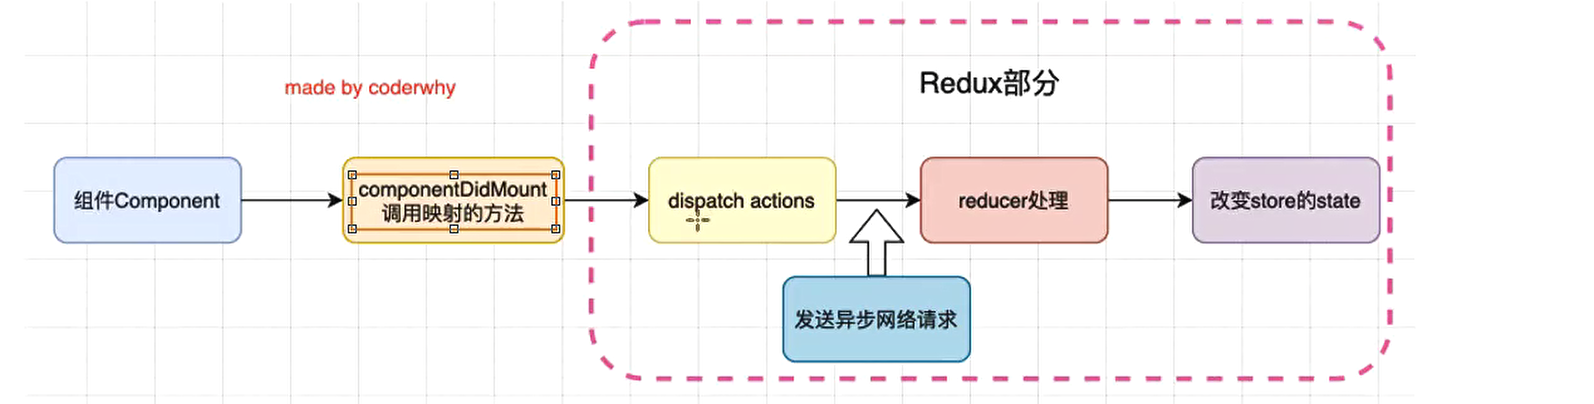 made by coderwhy
Redux部分
组件Component
componentDidMount
调用映射的方法
dispatch actions
reducer处理
改变store的state
发送异步网络请求